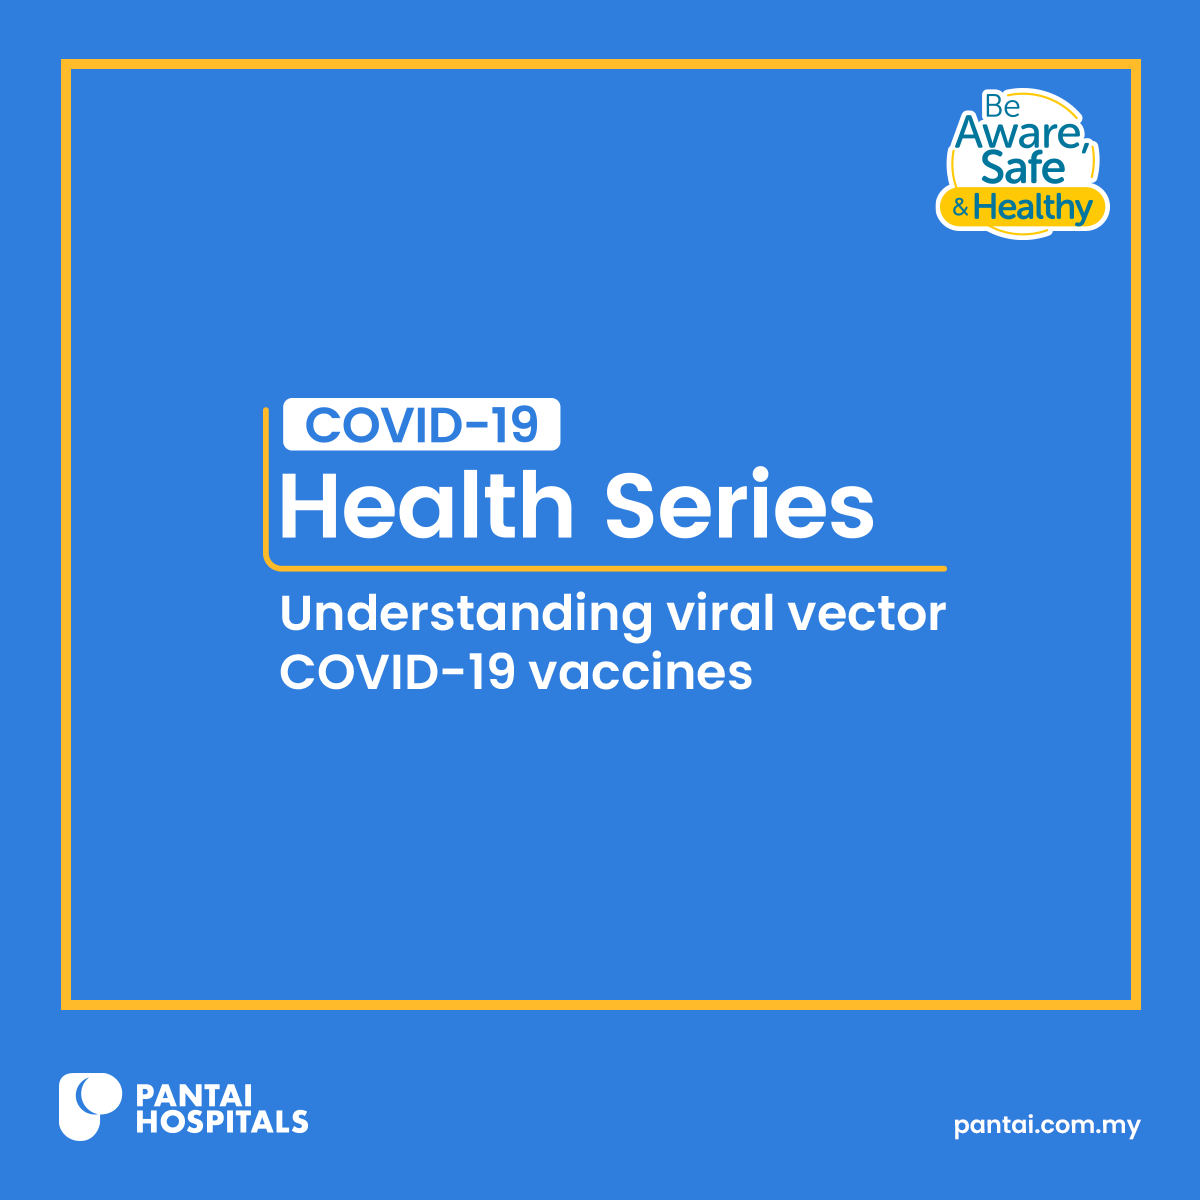 Be
Aware,
Safe
& Healthy
COVID-19
Health Series
Understanding viral vector
COVID-19 vaccines
PANTAI
HOSPITALS
pantai.com.my